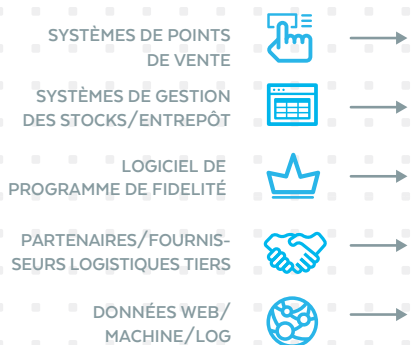 SYSTÈMES DE POINTS
DE VENTE
SYSTÈMES DE GESTION
DES STOCKS/ENTREPÔT
LOGICIEL DE
PROGRAMME DE FIDELITÉ
PARTENAIRES/FOURNIS-
SEURS LOGISTIQUES TIERS
DONNÉES WEB/
MACHINE/LOG